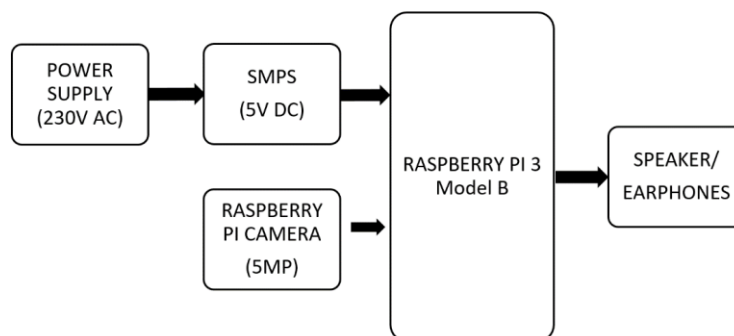 POWER
SUPPLY
(230V AC)
SMPS
(5V DC)
RASPBERRY
PI CAMERA
(5MP)
RASPBERRY PI 3
Model B
SPEAKER/
EARPHONES